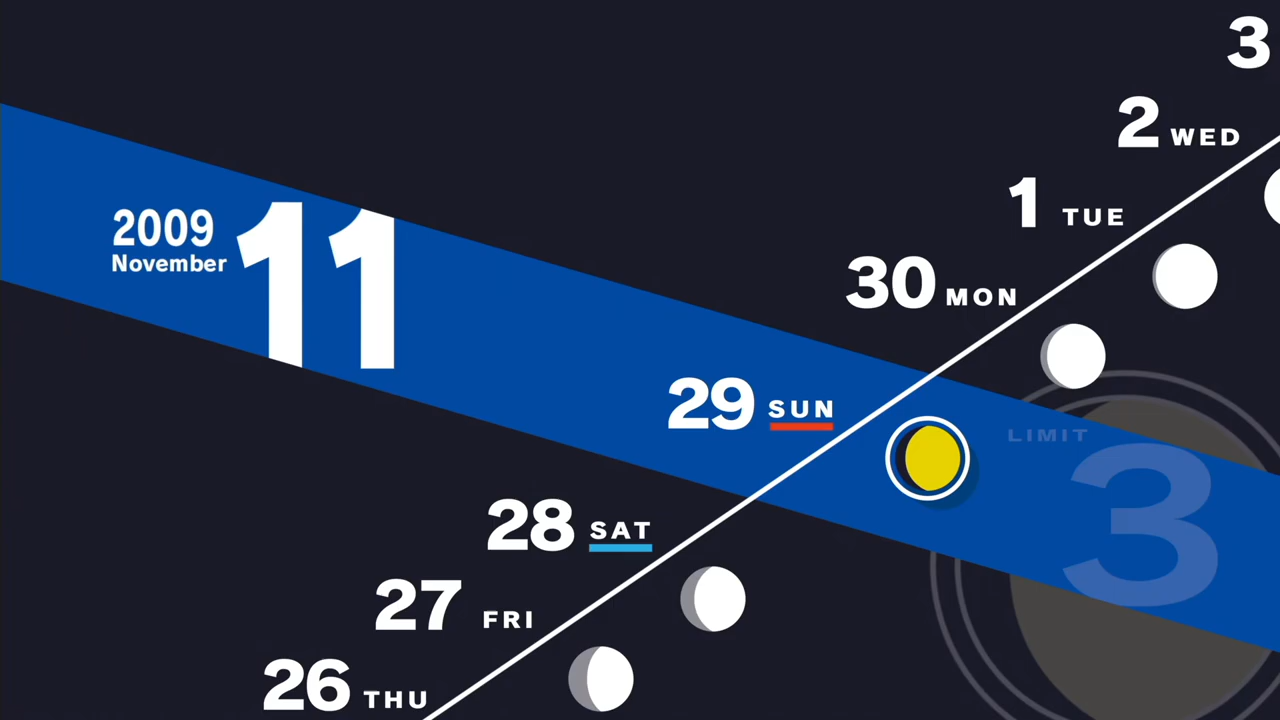 3
2 WED
1 TUE
2009
November
11
30 MON
29 SUN
LIMIT
3
28 SAT
27 FRI
26 THU